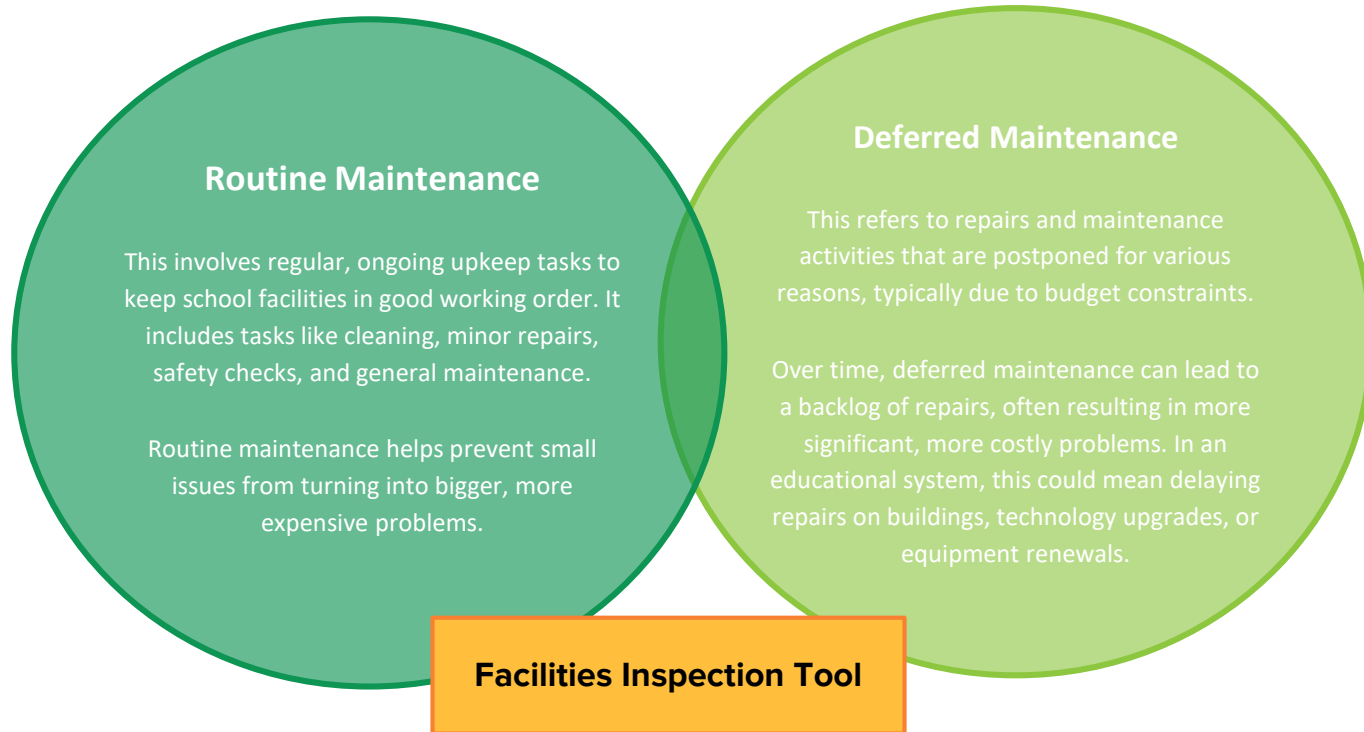 Routine Maintenance
This involves regular, ongoing upkeep tasks to
keep school facilities in good working order. It
includes tasks like cleaning, minor repairs,
safety checks, and general maintenance.
Routine maintenance helps prevent small
issues from turning into bigger, more
expensive problems.
Deferred Maintenance
This refers to repairs and maintenance
activities that are postponed for various
reasons, typically due to budget constraints.
Over time, deferred maintenance can lead to
a backlog of repairs, often resulting in more
significant, more costly problems. In an
educational system, this could mean delaying
repairs on buildings, technology upgrades, or
equipment renewals.
Facilities Inspection Tool